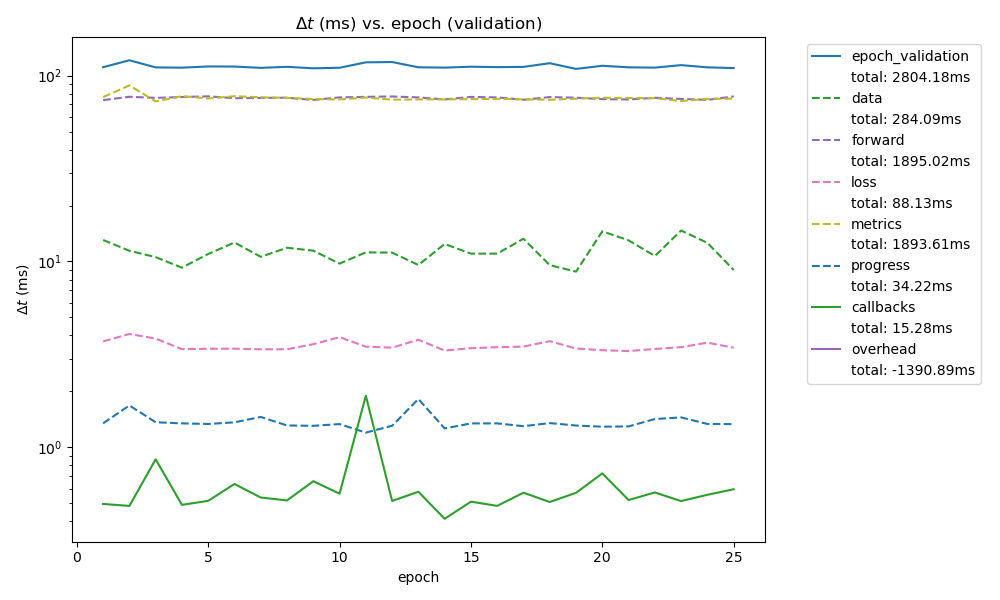 Δt (ms) vs. epoch (validation)
10²
10¹
10⁰
Δt (ms)
0
5
10
15
20
25
epoch
epoch_validation
total: 2804.18ms
data
total: 284.09ms
forward
total: 1895.02ms
loss
total: 88.13ms
metrics
total: 1893.61ms
progress
total: 34.22ms
callbacks
total: 15.28ms
overhead
total: -1390.89ms